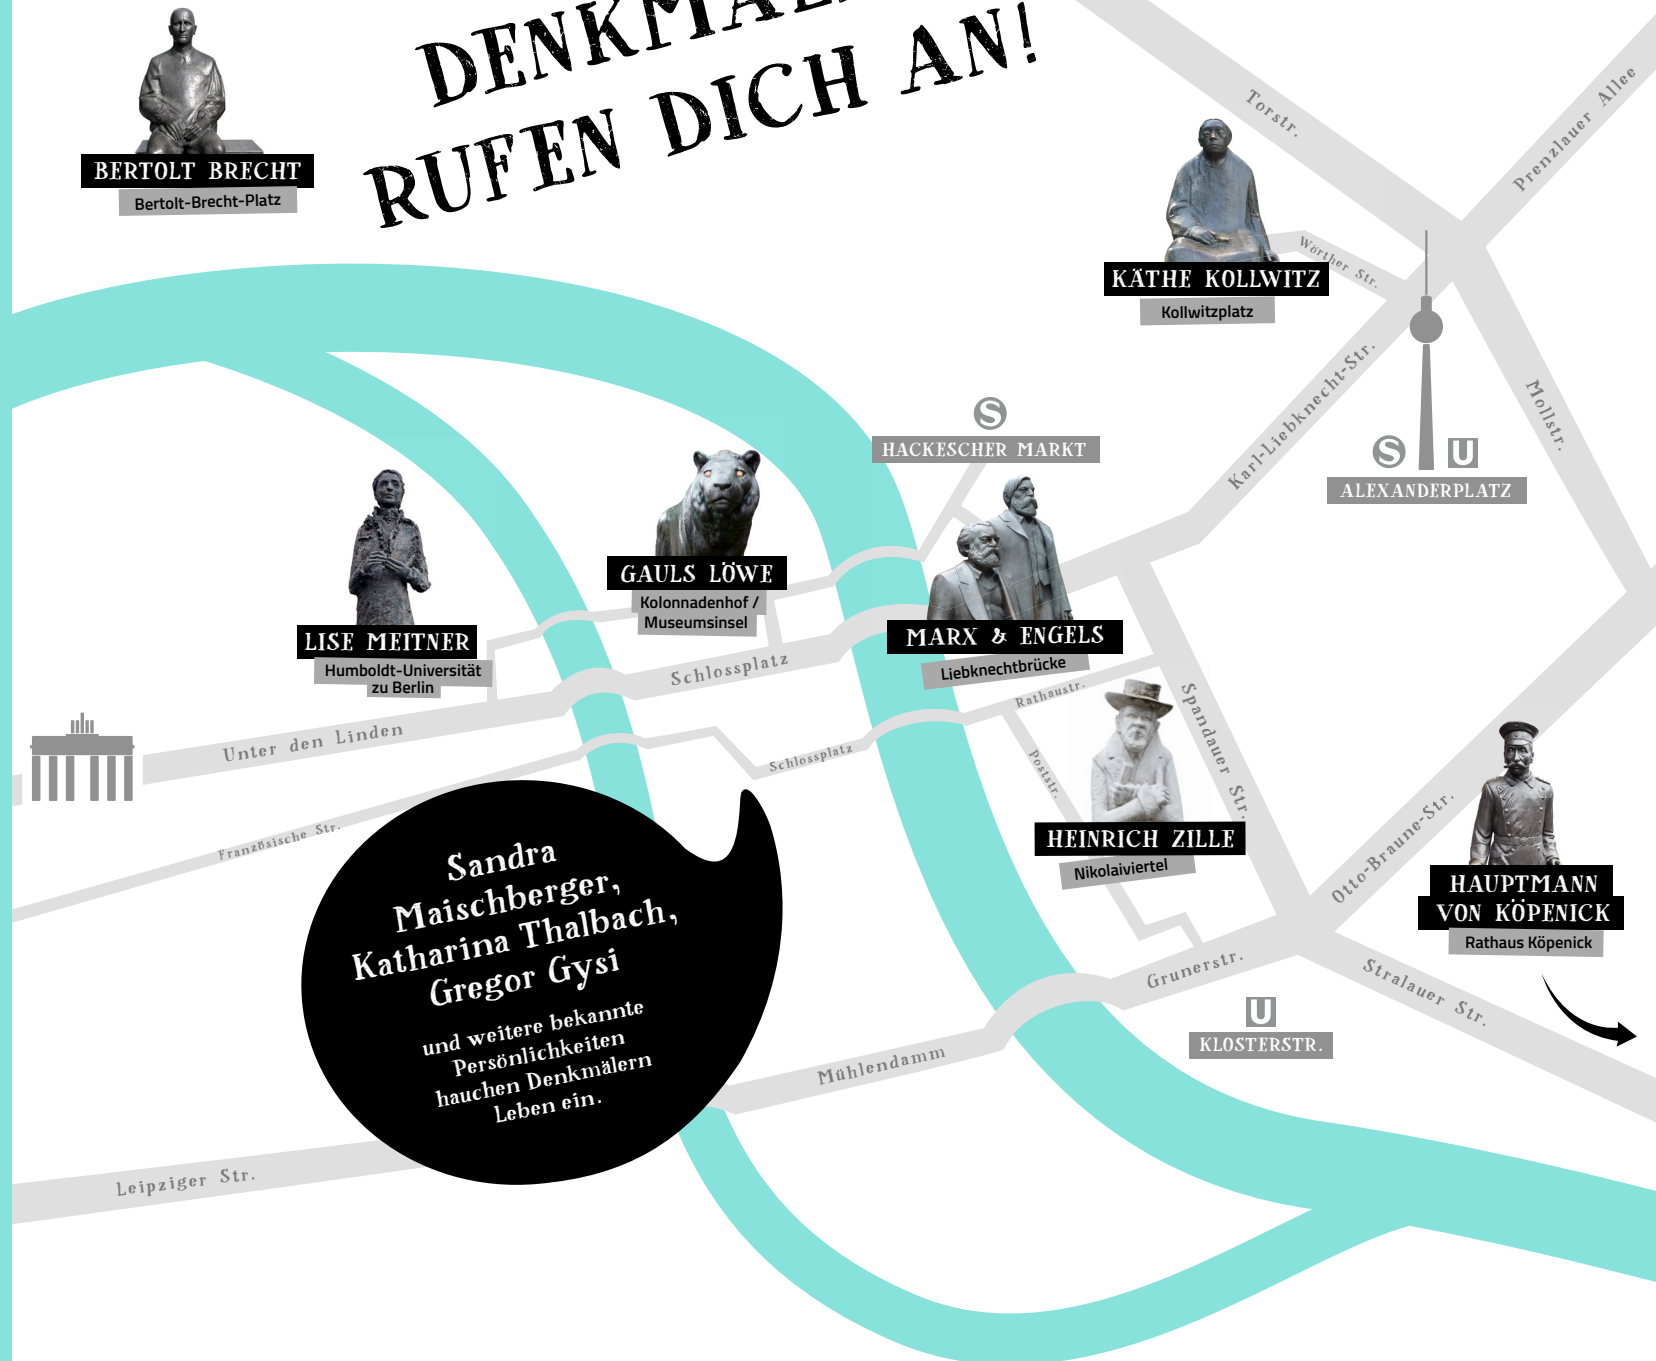 RUFEN DICH AN!
BERTOLT BRECHT
Bertolt-Brecht-Platz
Torstr.
Prenzlauer Allee
Wörther Str.
KÄTHE KOLLWITZ
Kollwitzplatz
Karl-Liebknecht-Str.
Mollstr.
S
HACKESCHER MARKT
S U
ALEXANDERPLATZ
GAULS LÖWE
Kolonnadenhof /
Museumsinsel
LISE MEITNER
Humboldt-Universität
zu Berlin
MARX & ENGELS
Liebknechtbrücke
Schlossplatz
Unter den Linden
Rathaustr.
Schlossplatz
Poststr.
Spandauer Str.
Französische Str.
HEINRICH ZILLE
Nikolaiviertel
Otto-Braune-Str.
HAUPTMANN
VON KÖPENICK
Rathaus Köpenick
Sandra
Maischberger,
Katharina Thalbach,
Gregor Gysi
und weitere bekannte
Persönlichkeiten
hauchen Denkmälern
Leben ein.
Grunerstr.
Stralauer Str.
U
KLOSTERSTR.
Mühlendamm
Leipziger Str.